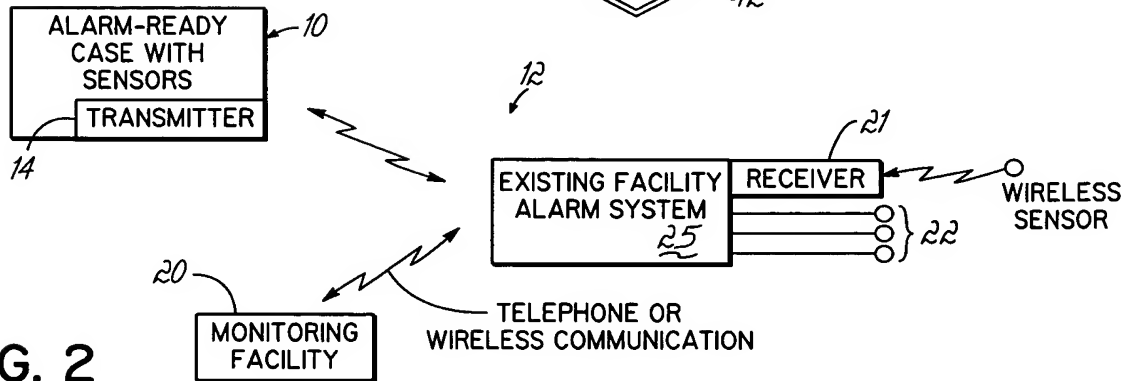 42
ALARM-READY
CASE WITH
SENSORS
10
TRANSMITTER
14
12
21
EXISTING FACILITY
ALARM SYSTEM
25
RECEIVER
WIRELESS
SENSOR
22
20
TELEPHONE OR
WIRELESS COMMUNICATION
MONITORING
FACILITY
G. 2